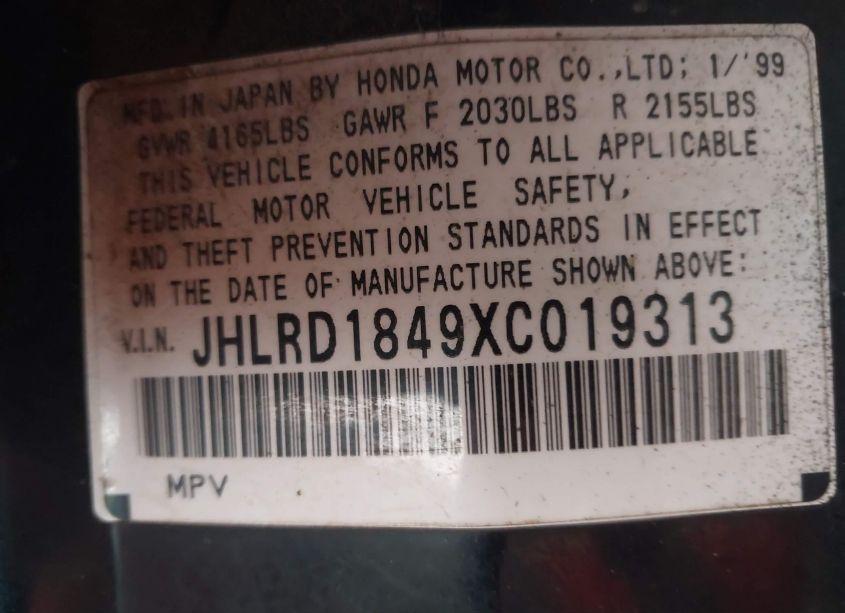 MFD. IN JAPAN BY HONDA MOTOR CO.,LTD; 1/'99
GVWR 4165LBS GAWR F 2030LBS R 2155LBS
THIS VEHICLE CONFORMS TO ALL APPLICABLE
FEDERAL MOTOR VEHICLE SAFETY,
AND THEFT PREVENTION STANDARDS IN EFFECT
ON THE DATE OF MANUFACTURE SHOWN ABOVE:
V.I.N. JHLRD1849XC019313
MPV